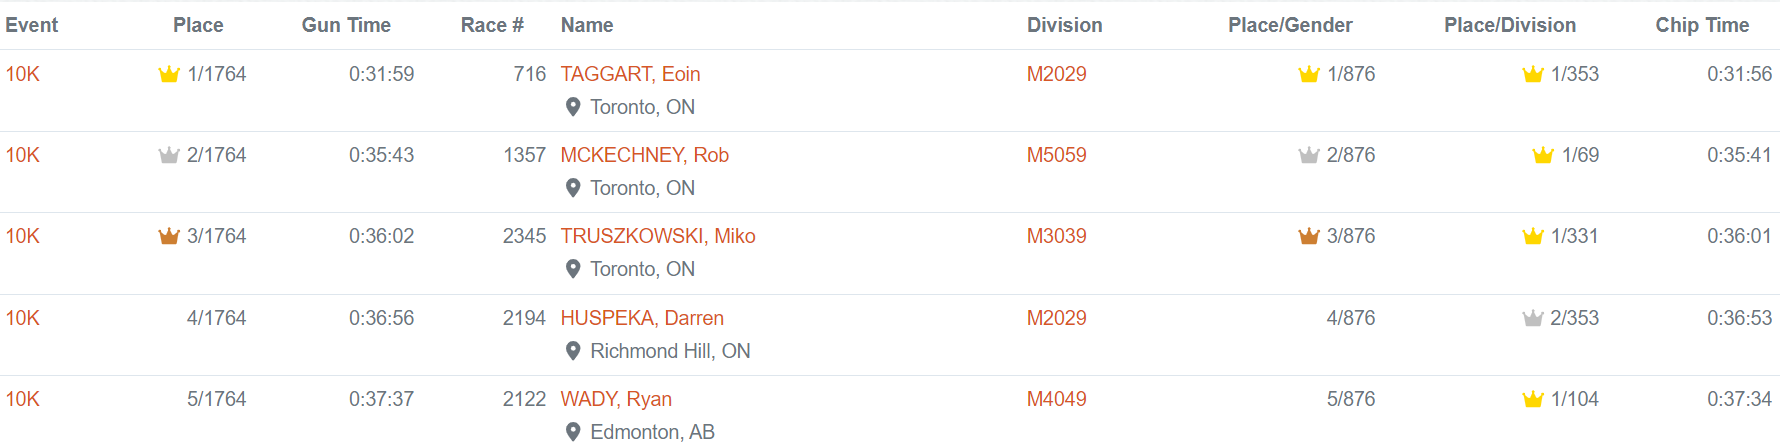 Event Place Gun Time Race # Name Division Place/Gender Place/Division Chip Time
10K 1/1764 0:31:59 716 TAGGART, Eoin M2029 1/876 1/353 0:31:56
Toronto, ON
10K 2/1764 0:35:43 1357 MCKECHNEY, Rob M5059 2/876 1/69 0:35:41
Toronto, ON
10K 3/1764 0:36:02 2345 TRUSZKOWSKI, Miko M3039 3/876 1/331 0:36:01
Toronto, ON
10K 4/1764 0:36:56 2194 HUSPEKA, Darren M2029 4/876 2/353 0:36:53
Richmond Hill, ON
10K 5/1764 0:37:37 2122 WADY, Ryan M4049 5/876 1/104 0:37:34
Edmonton, AB